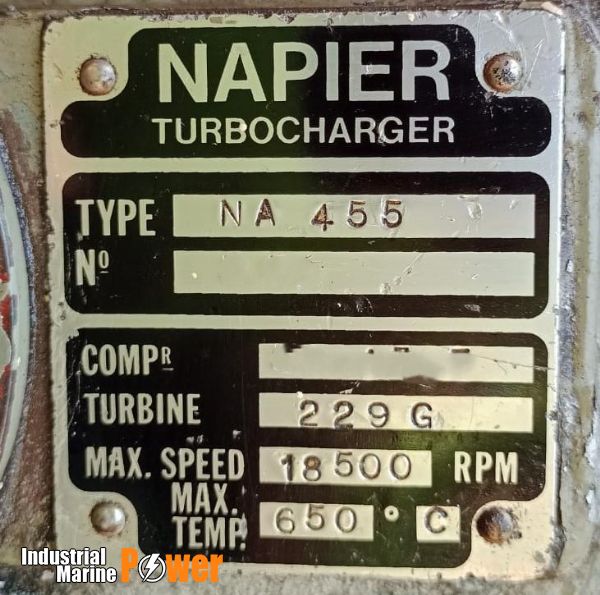 NAPIER
TURBOCHARGER
TYPE NA 455
Nº
COMPR
TURBINE 229 G
MAX. SPEED 18500 RPM
MAX. TEMP. 650 ° C
Industrial Marine Power